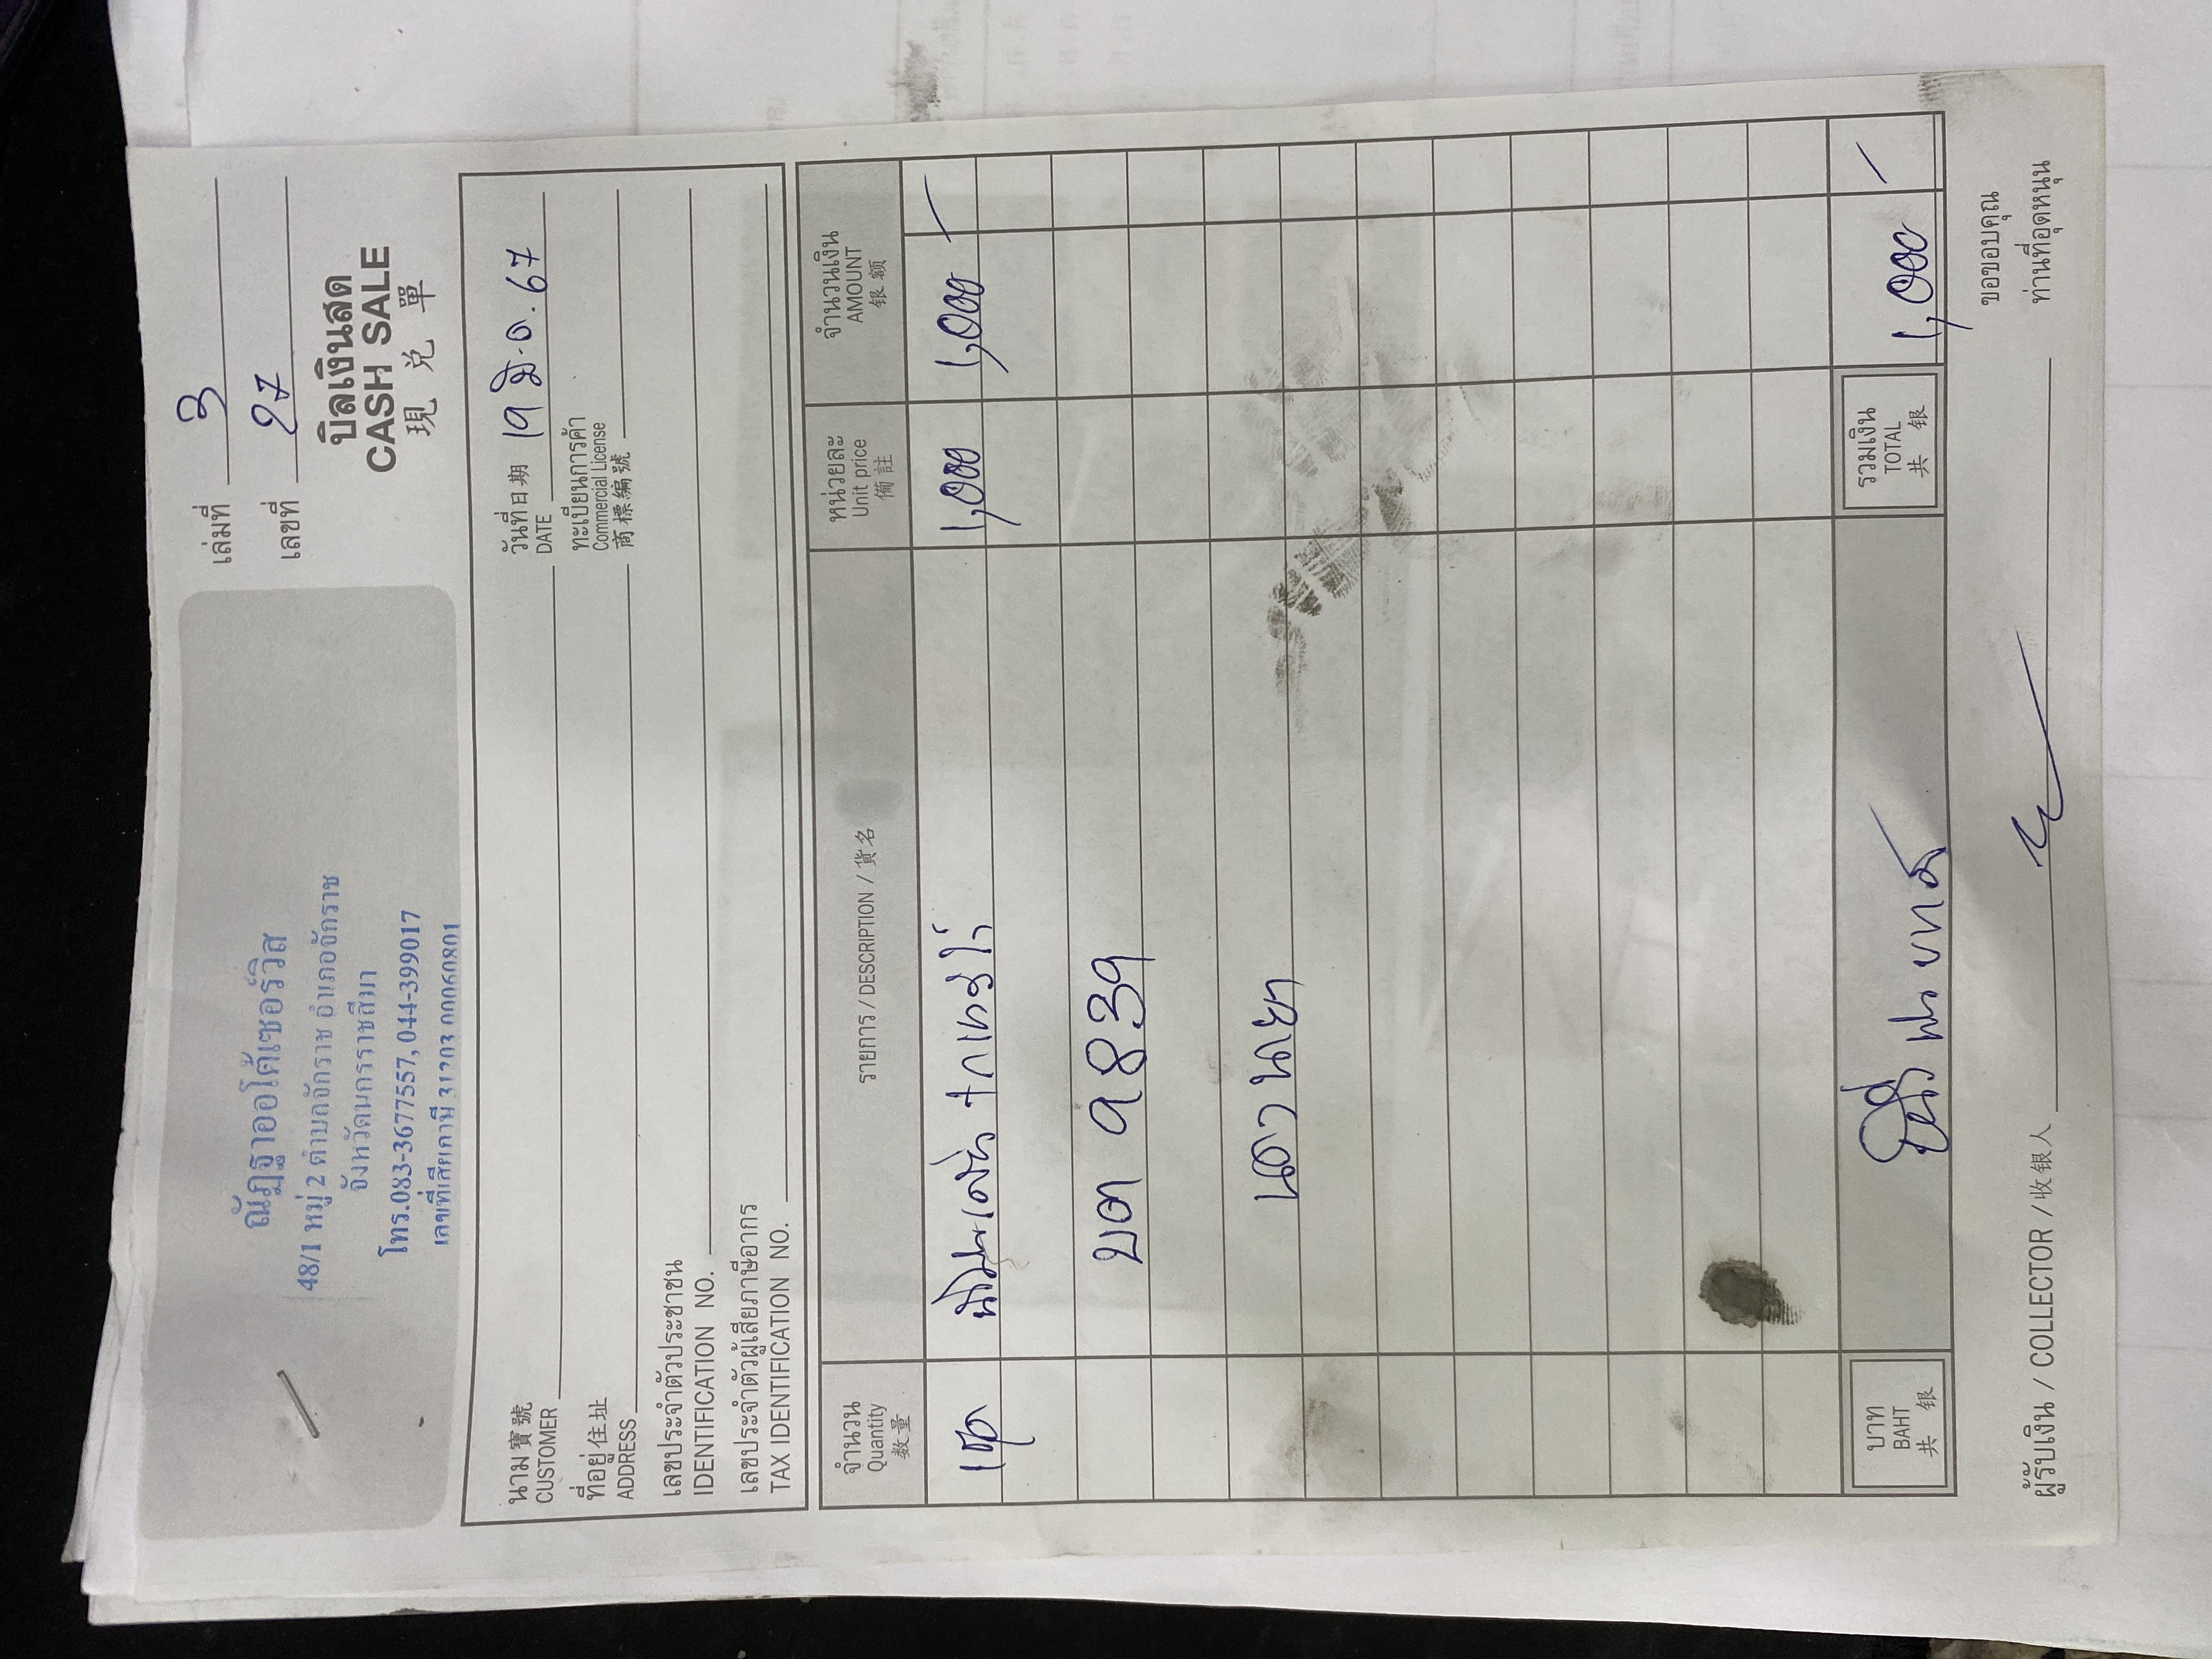 ณัฏฐาออโต้เซอร์วิส
48/1 หมู่ 2 ตำบลจักราช อำเภอจักราช
จังหวัดนครราชสีมา
โทร.083-3677557, 044-399017
เล่มที่ 3
เลขที่ 27
บิลเงินสด
CASH SALE
現 兌 單
นาม寶號
CUSTOMER
วันที่日期 19 มิ.ย. 67
DATE
ที่อยู่住址
ADDRESS
ทะเบียนการค้า
Commercial License
商標編號
เลขประจำตัวประชาชน
IDENTIFICATION NO.
เลขประจำตัวผู้เสียภาษีอากร
TAX IDENTIFICATION NO.
จำนวน
Quantity
数量
รายการ / DESCRIPTION / 貨名
หน่วยละ
Unit price
備註
จำนวนเงิน
AMOUNT
银额
1,000 1,000
บต 9839
บาท
BAHT
共 银
รวมเงิน
TOTAL
共 银
1,000
ผู้รับเงิน / COLLECTOR / 收银人
ขอขอบคุณ
ท่านที่อุดหนุน